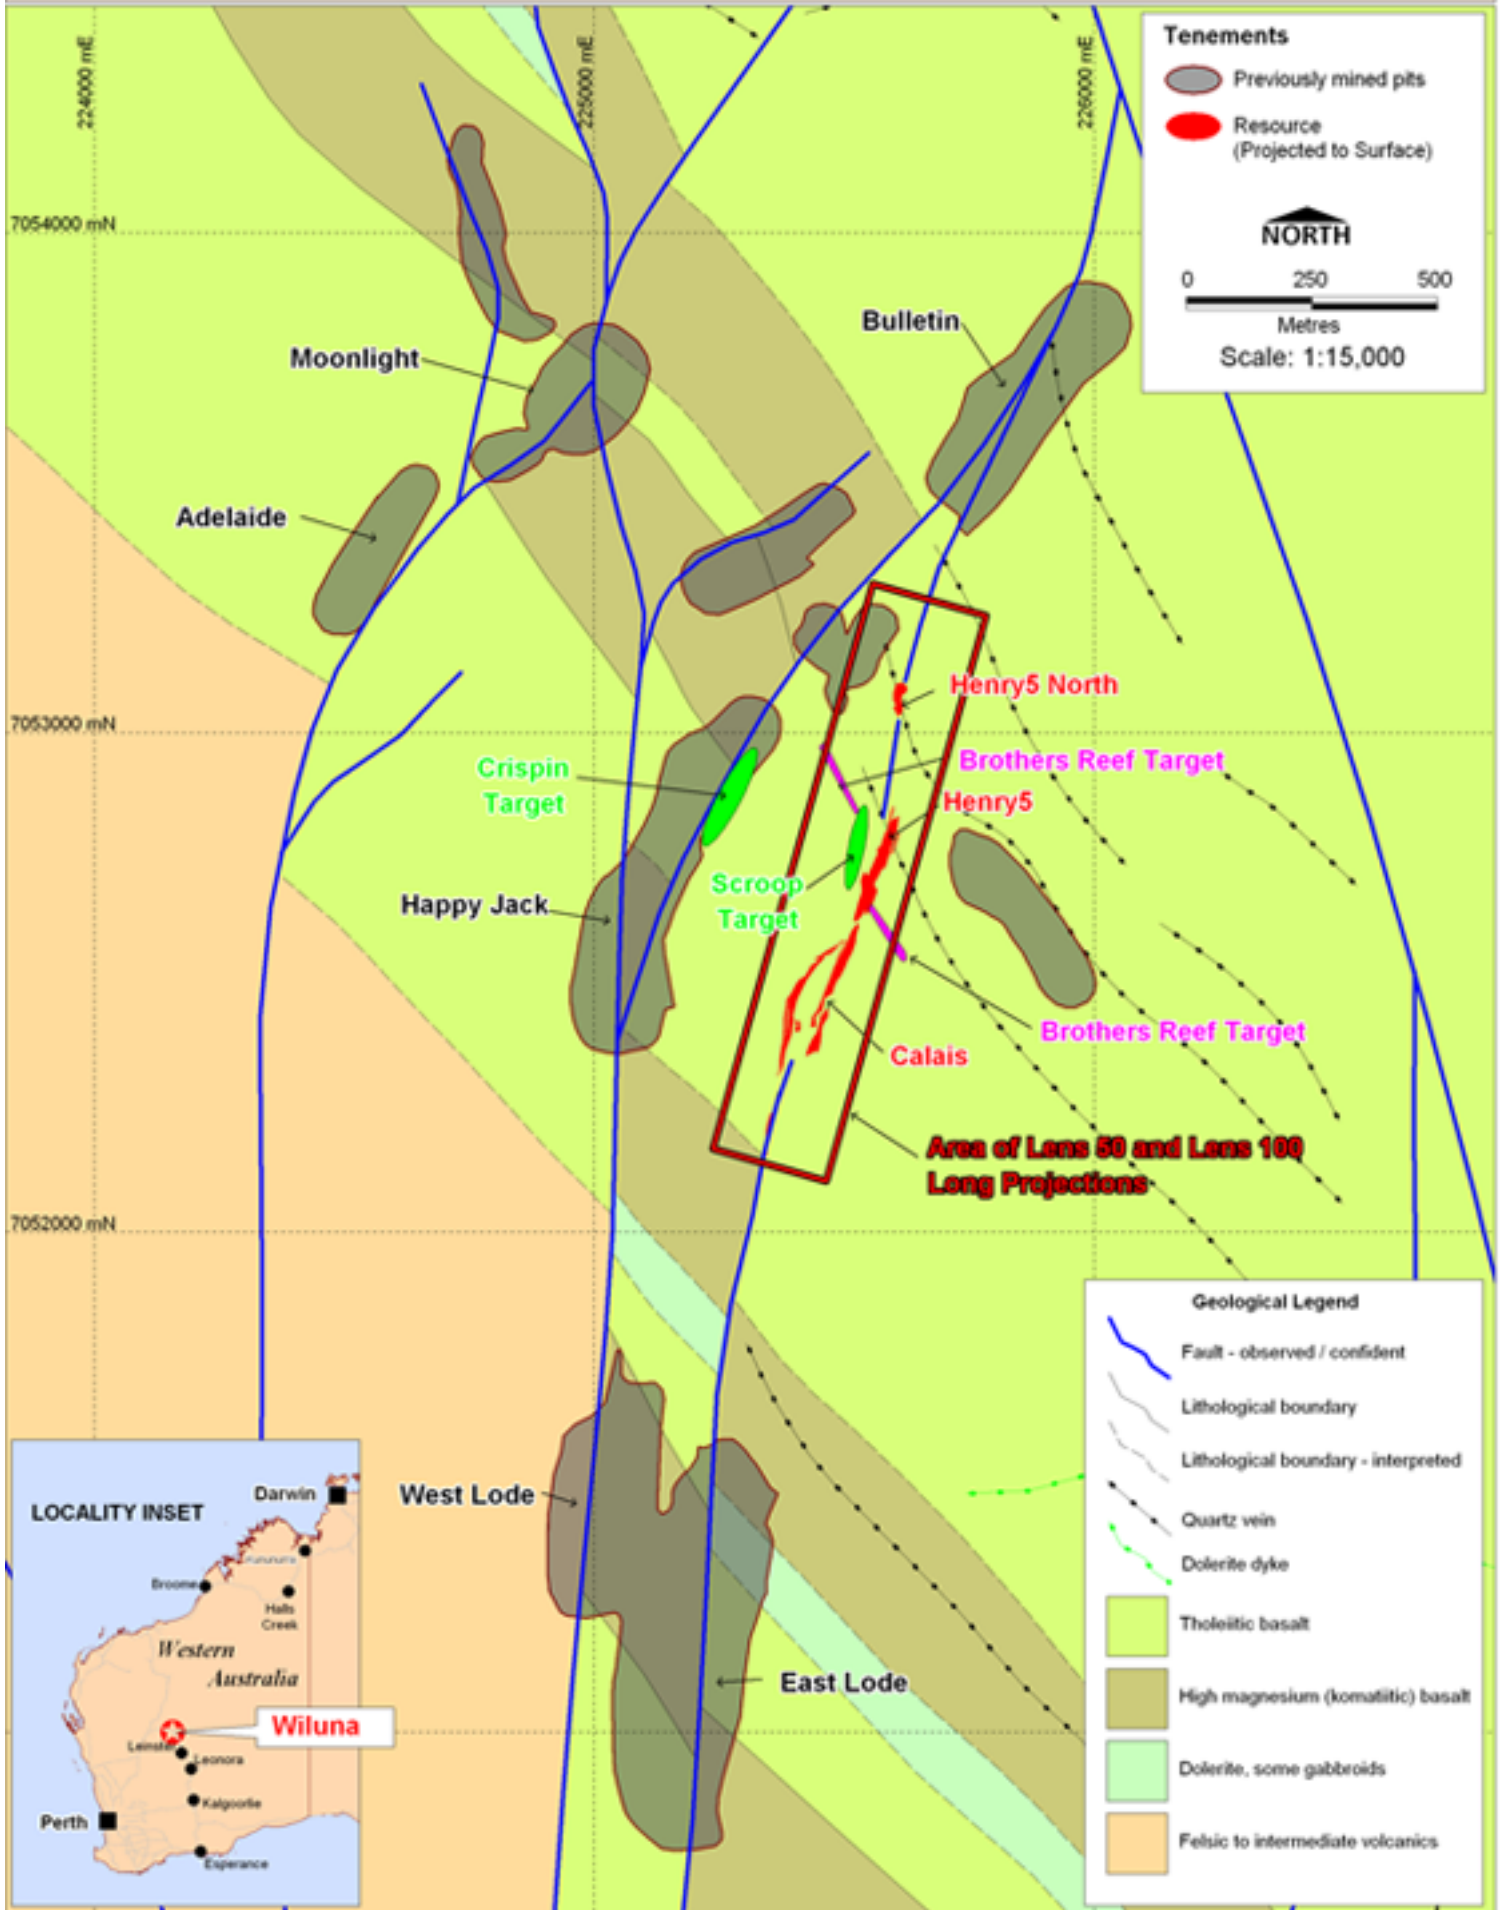 224000 mE
225000 mE
226000 mE
Tenements
Previously mined pits
Resource
(Projected to Surface)
NORTH
0 250 500
Metres
Scale: 1:15,000
7054000 mN
Bulletin
Moonlight
Adelaide
Henry5 North
7053000 mN
Brothers Reef Target
Crispin
Target
Henry5
Scroop
Target
Happy Jack
Brothers Reef Target
Calais
Area of Lens 50 and Lens 100
Long Projections
7052000 mN
Geological Legend
Fault - observed / confident
Lithological boundary
Lithological boundary - interpreted
Quartz vein
Dolerite dyke
Tholeiitic basalt
High magnesium (komatiitic) basalt
Dolerite, some gabbroids
Felsic to intermediate volcanics
West Lode
East Lode
LOCALITY INSET
Darwin
Kununurra
Broome
Halls
Creek
Western
Australia
Wiluna
Leinster
Leonora
Kalgoorlie
Perth
Esperance